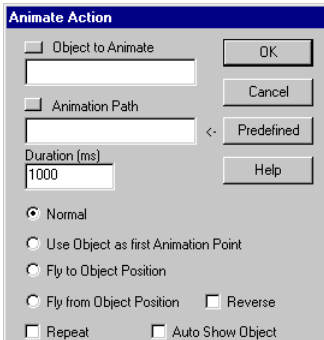 Animate Action
Object to Animate
OK
Cancel
Animation Path
<- Predefined
Duration (ms)
1000
Help
Normal
Use Object as first Animation Point
Fly to Object Position
Fly from Object Position Reverse
Repeat Auto Show Object